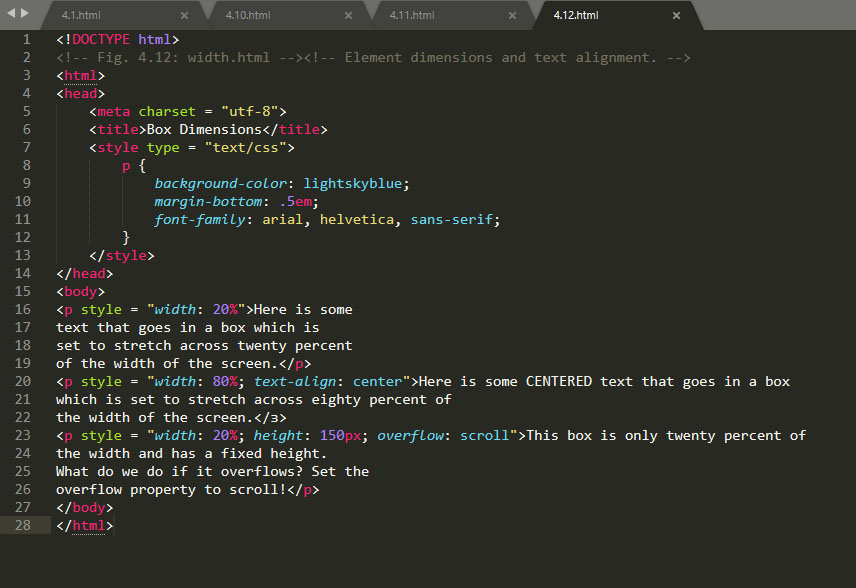 4.1.html × 4.10.html × 4.11.html × 4.12.html ×
1 <!DOCTYPE html>
2 <!-- Fig. 4.12: width.html --><!-- Element dimensions and text alignment. -->
3 <html>
4 <head>
5 <meta charset = "utf-8">
6 <title>Box Dimensions</title>
7 <style type = "text/css">
8 p {
9 background-color: lightskyblue;
10 margin-bottom: .5em;
11 font-family: arial, helvetica, sans-serif;
12 }
13 </style>
14 </head>
15 <body>
16 <p style = "width: 20%">Here is some
17 text that goes in a box which is
18 set to stretch across twenty percent
19 of the width of the screen.</p>
20 <p style = "width: 80%; text-align: center">Here is some CENTERED text that goes in a box
21 which is set to stretch across eighty percent of
22 the width of the screen.</з>
23 <p style = "width: 20%; height: 150px; overflow: scroll">This box is only twenty percent of
24 the width and has a fixed height.
25 What do we do if it overflows? Set the
26 overflow property to scroll!</p>
27 </body>
28 </html>